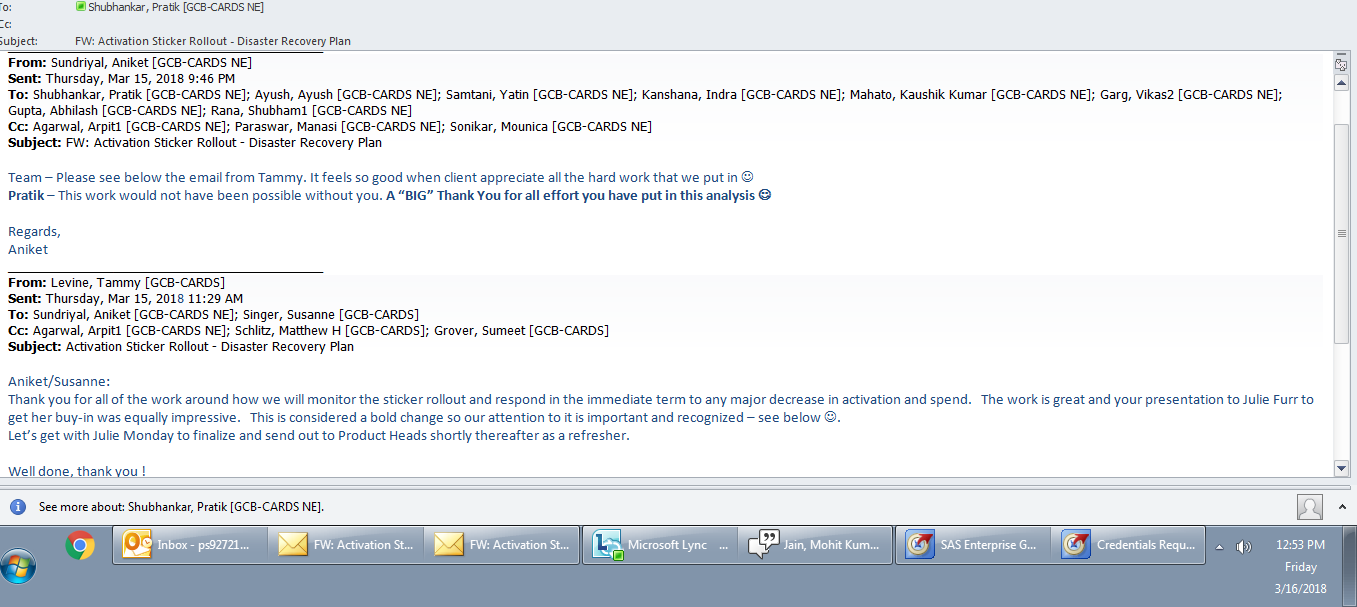 To: Shubhankar, Pratik [GCB-CARDS NE]
Cc:
Subject: FW: Activation Sticker Rollout - Disaster Recovery Plan
From: Sundriyal, Aniket [GCB-CARDS NE]
Sent: Thursday, Mar 15, 2018 9:46 PM
To: Shubhankar, Pratik [GCB-CARDS NE]; Ayush, Ayush [GCB-CARDS NE]; Samtani, Yatin [GCB-CARDS NE]; Kanshana, Indra [GCB-CARDS NE]; Mahato, Kaushik Kumar [GCB-CARDS NE]; Garg, Vikas2 [GCB-CARDS NE];
Gupta, Abhilash [GCB-CARDS NE]; Rana, Shubham1 [GCB-CARDS NE]
Cc: Agarwal, Arpit1 [GCB-CARDS NE]; Paraswar, Manasi [GCB-CARDS NE]; Sonikar, Mounica [GCB-CARDS NE]
Subject: FW: Activation Sticker Rollout - Disaster Recovery Plan
Team – Please see below the email from Tammy. It feels so good when client appreciate all the hard work that we put in ☺
Pratik – This work would not have been possible without you. A “BIG” Thank You for all effort you have put in this analysis ☺
Regards,
Aniket
From: Levine, Tammy [GCB-CARDS]
Sent: Thursday, Mar 15, 2018 11:29 AM
To: Sundriyal, Aniket [GCB-CARDS NE]; Singer, Susanne [GCB-CARDS]
Cc: Agarwal, Arpit1 [GCB-CARDS NE]; Schlitz, Matthew H [GCB-CARDS]; Grover, Sumeet [GCB-CARDS]
Subject: Activation Sticker Rollout - Disaster Recovery Plan
Aniket/Susanne:
Thank you for all of the work around how we will monitor the sticker rollout and respond in the immediate term to any major decrease in activation and spend. The work is great and your presentation to Julie Furr to
get her buy-in was equally impressive. This is considered a bold change so our attention to it is important and recognized – see below ☺.
Let’s get with Julie Monday to finalize and send out to Product Heads shortly thereafter as a refresher.
Well done, thank you !
See more about: Shubhankar, Pratik [GCB-CARDS NE].
Inbox - ps92721... FW: Activation St... FW: Activation St... Microsoft Lync ... Jain, Mohit Kum... SAS Enterprise G... Credentials Requ... 12:53 PM
Friday
3/16/2018